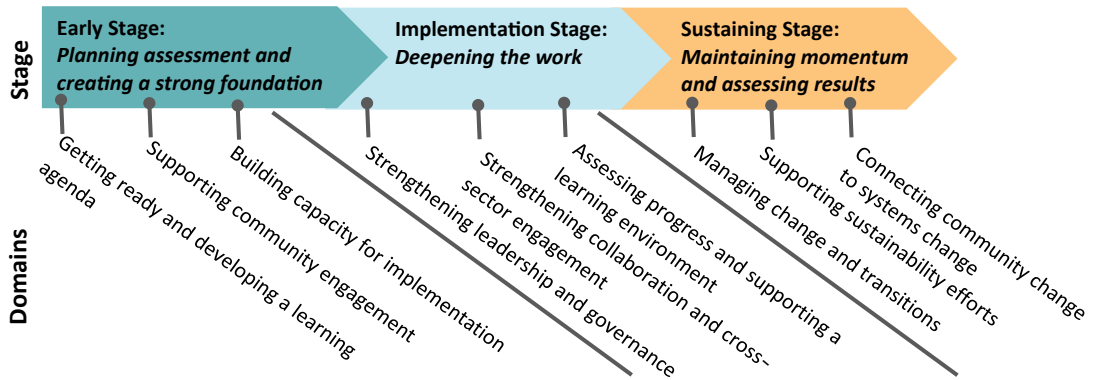 Stage
Early Stage:
Planning assessment and
creating a strong foundation
Implementation Stage:
Deepening the work
Sustaining Stage:
Maintaining momentum
and assessing results
Domains
Getting ready and developing a learning
agenda
Supporting community engagement
Building capacity for implementation
Strengthening leadership and governance
Strengthening collaboration and cross–
sector engagement
Assessing progress and supporting a
learning environment
Managing change and transitions
Supporting sustainability efforts
Connecting community change
to systems change